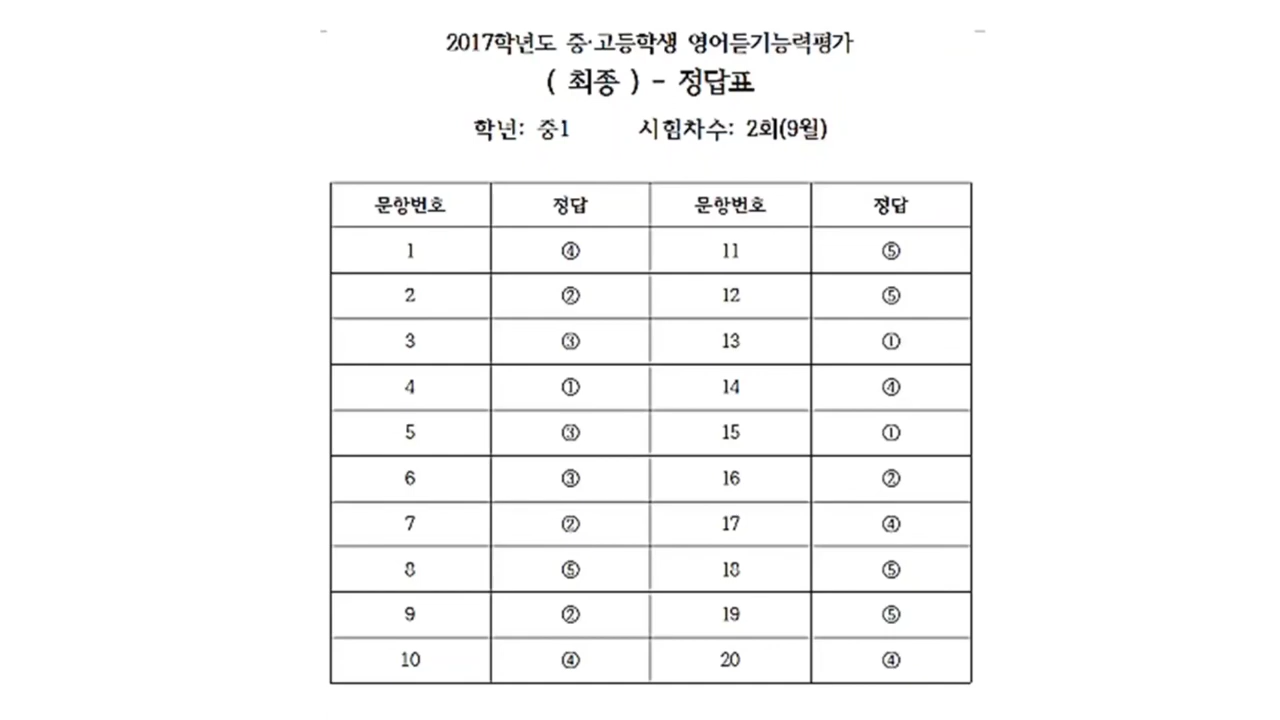 2017학년도 중·고등학생 영어듣기능력평가
( 최종 ) - 정답표
학년: 중1 시험차수: 2회(9월)
문항번호 정답 문항번호 정답
1 ④ 11 ⑤
2 ② 12 ⑤
3 ③ 13 ①
4 ① 14 ④
5 ③ 15 ①
6 ③ 16 ②
7 ② 17 ④
8 ⑤ 18 ⑤
9 ② 19 ⑤
10 ④ 20 ④